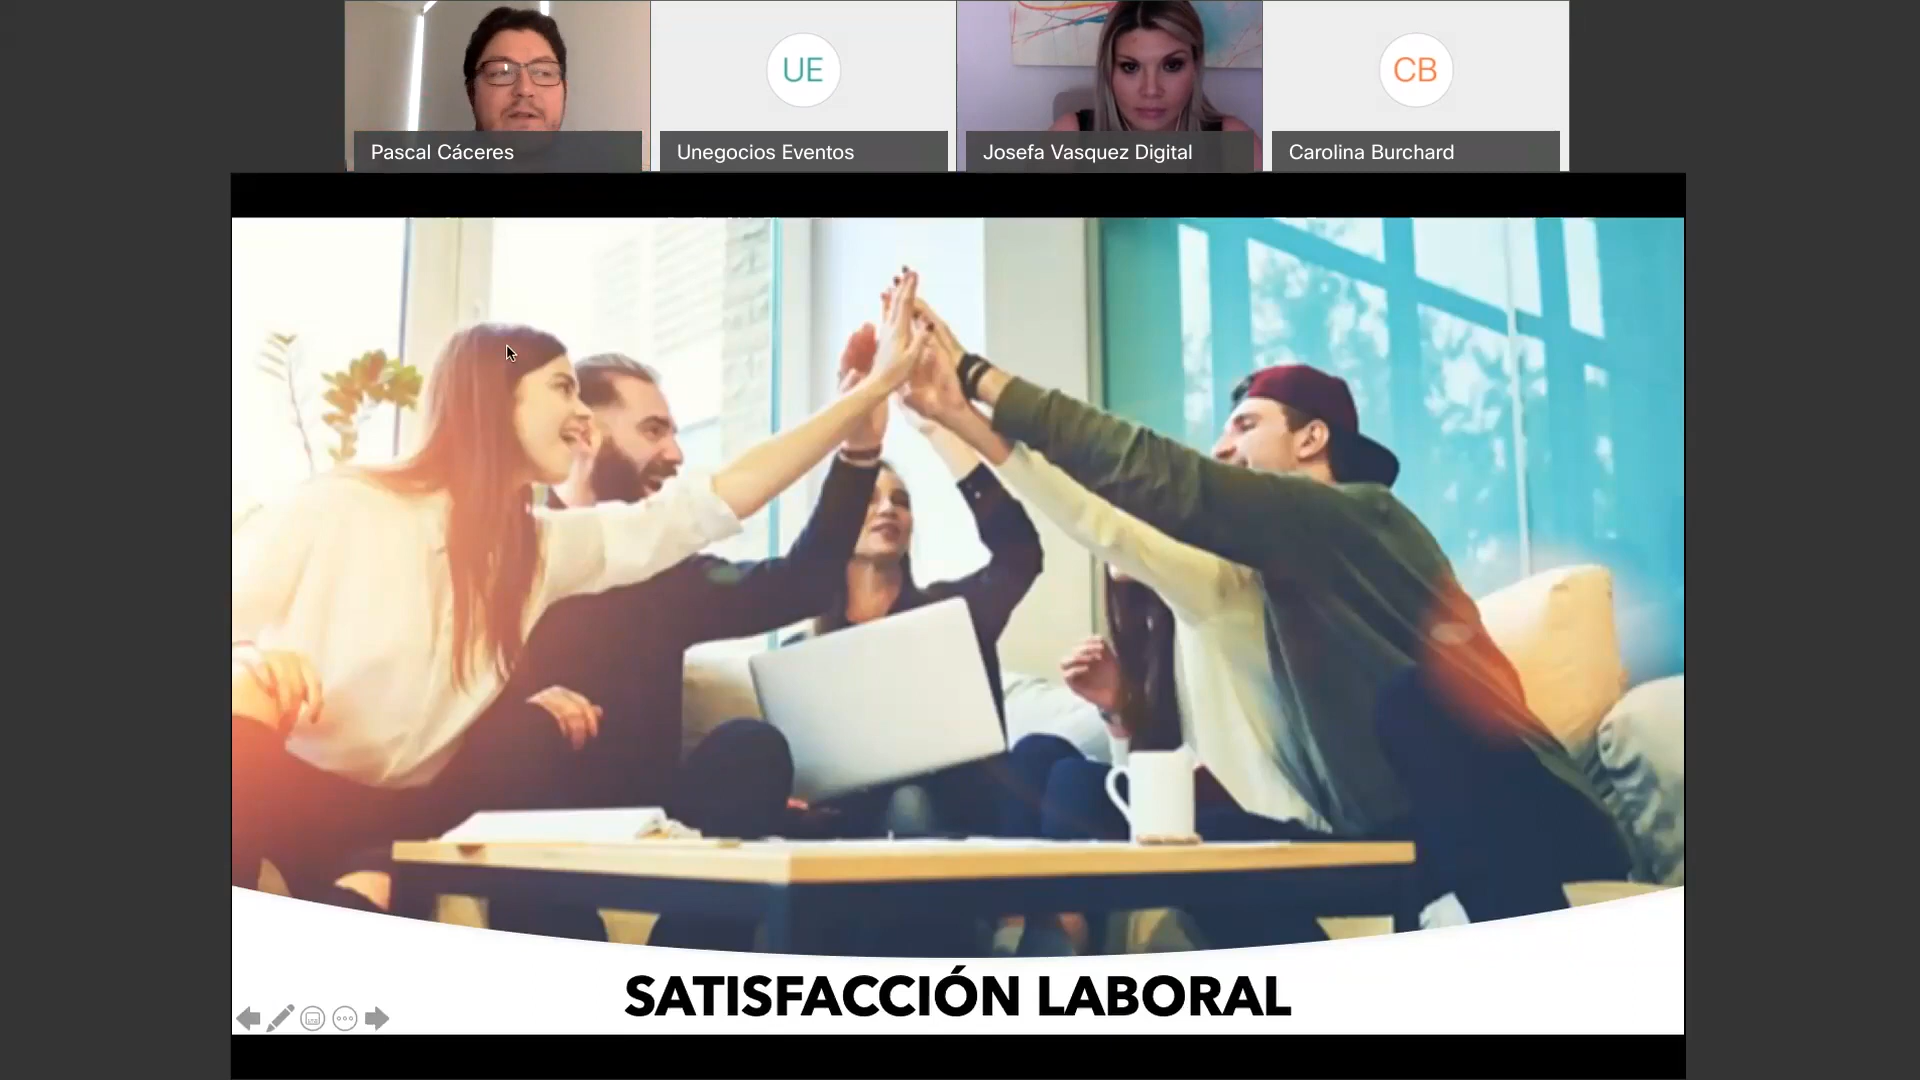 UE
CB
Pascal Cáceres
Unegocios Eventos
Josefa Vasquez Digital
Carolina Burchard
SATISFACCIÓN LABORAL